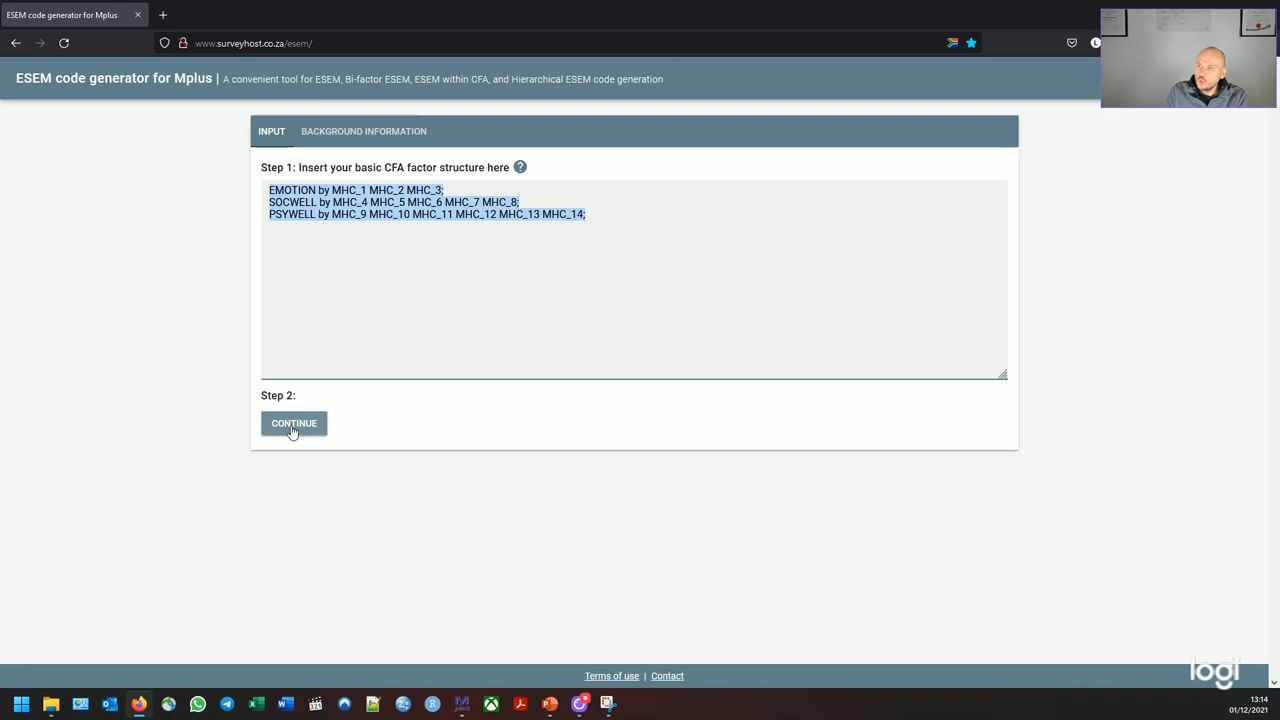 ESEM code generator for Mplus
www.surveyhost.co.za/esem/
ESEM code generator for Mplus | A convenient tool for ESEM, Bi-factor ESEM, ESEM within CFA, and Hierarchical ESEM code generation
INPUT BACKGROUND INFORMATION
Step 1: Insert your basic CFA factor structure here ?
EMOTION by MHC_1 MHC_2 MHC_3;
SOCWELL by MHC_4 MHC_5 MHC_6 MHC_7 MHC_8;
PSYWELL by MHC_9 MHC_10 MHC_11 MHC_12 MHC_13 MHC_14;
Step 2:
CONTINUE
Terms of use | Contact
logi
13:14
01/12/2021